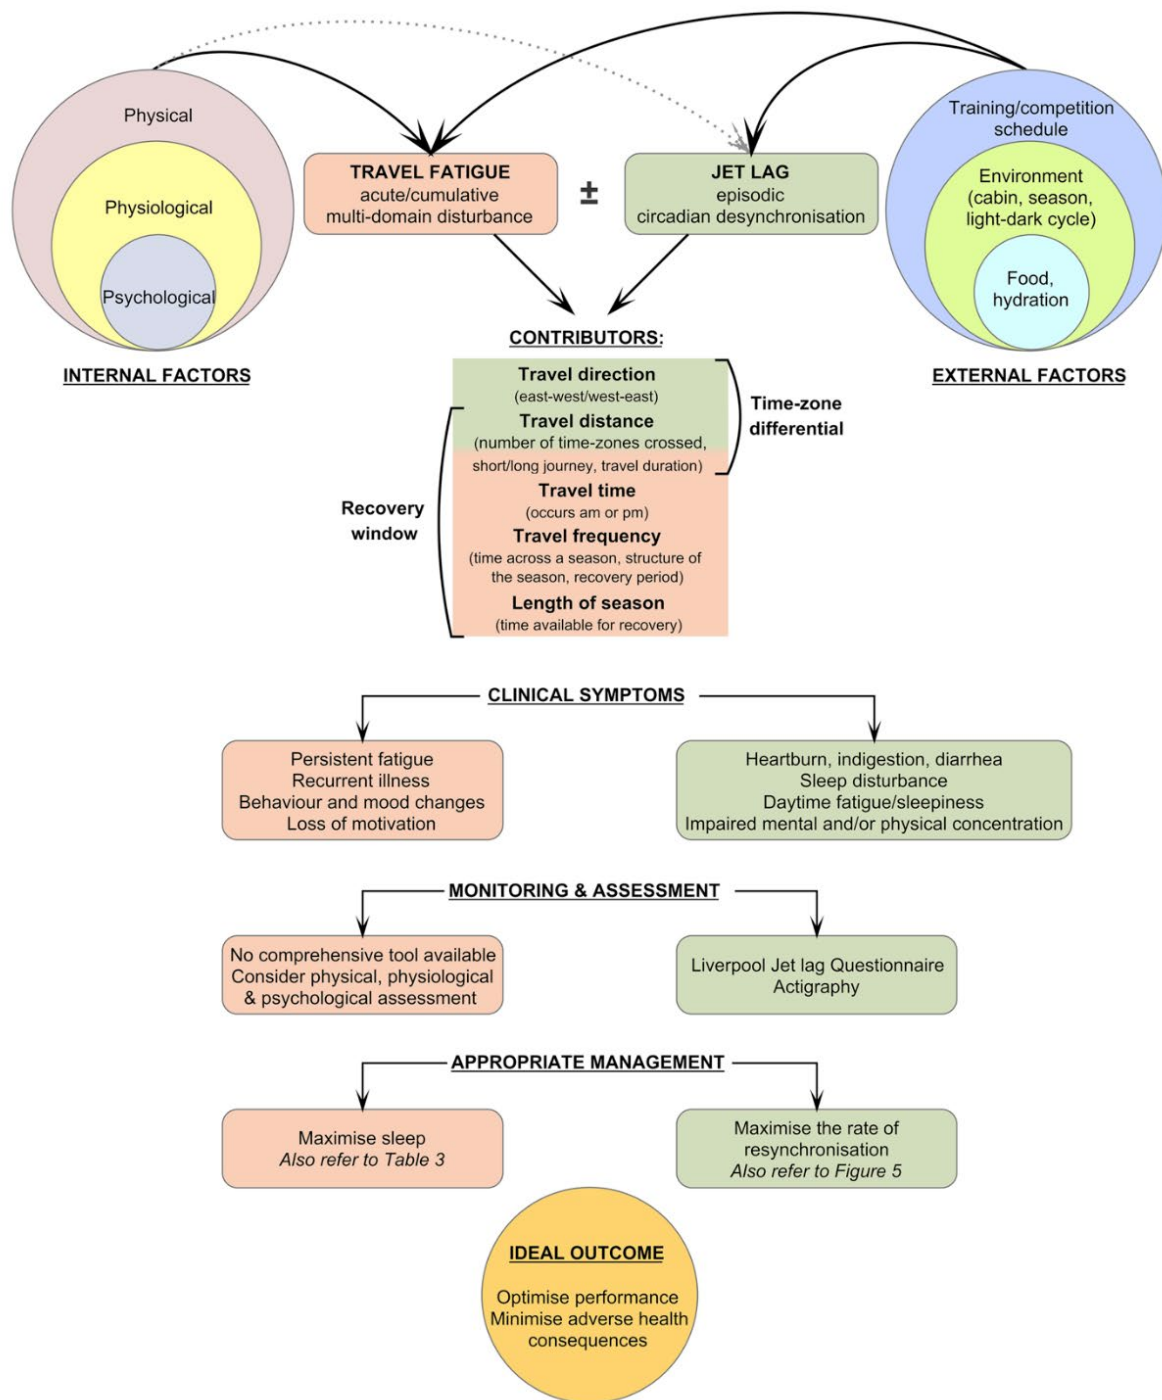 Physical
Physiological
Psychological
INTERNAL FACTORS
TRAVEL FATIGUE
acute/cumulative
multi-domain disturbance
±
JET LAG
episodic
circadian desynchronisation
Training/competition
schedule
Environment
(cabin, season,
light-dark cycle)
Food,
hydration
EXTERNAL FACTORS
CONTRIBUTORS:
Travel direction
(east-west/west-east)
Travel distance
(number of time-zones crossed,
short/long journey, travel duration)
Travel time
(occurs am or pm)
Travel frequency
(time across a season, structure of
the season, recovery period)
Length of season
(time available for recovery)
Time-zone
differential
Recovery
window
CLINICAL SYMPTOMS
Persistent fatigue
Recurrent illness
Behaviour and mood changes
Loss of motivation
Heartburn, indigestion, diarrhea
Sleep disturbance
Daytime fatigue/sleepiness
Impaired mental and/or physical concentration
MONITORING & ASSESSMENT
No comprehensive tool available
Consider physical, physiological
& psychological assessment
Liverpool Jet lag Questionnaire
Actigraphy
APPROPRIATE MANAGEMENT
Maximise sleep
Also refer to Table 3
Maximise the rate of
resynchronisation
Also refer to Figure 5
IDEAL OUTCOME
Optimise performance
Minimise adverse health
consequences